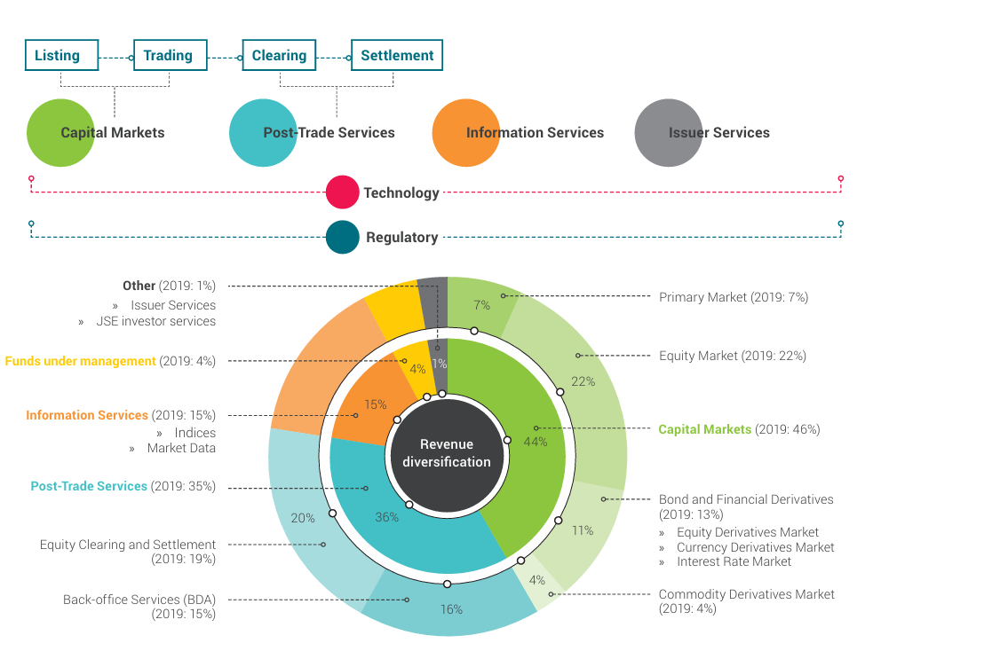 Listing
Trading
Clearing
Settlement
Capital Markets
Post-Trade Services
Information Services
Issuer Services
Technology
Regulatory
Other (2019: 1%)
» Issuer Services
» JSE investor services
Funds under management (2019: 4%)
Information Services (2019: 15%)
» Indices
» Market Data
Post-Trade Services (2019: 35%)
Equity Clearing and Settlement
(2019: 19%)
Back-office Services (BDA)
(2019: 15%)
7%
22%
44%
11%
4%
16%
20%
36%
15%
4%
1%
Revenue
diversification
Primary Market (2019: 7%)
Equity Market (2019: 22%)
Capital Markets (2019: 46%)
Bond and Financial Derivatives
(2019: 13%)
» Equity Derivatives Market
» Currency Derivatives Market
» Interest Rate Market
Commodity Derivatives Market
(2019: 4%)